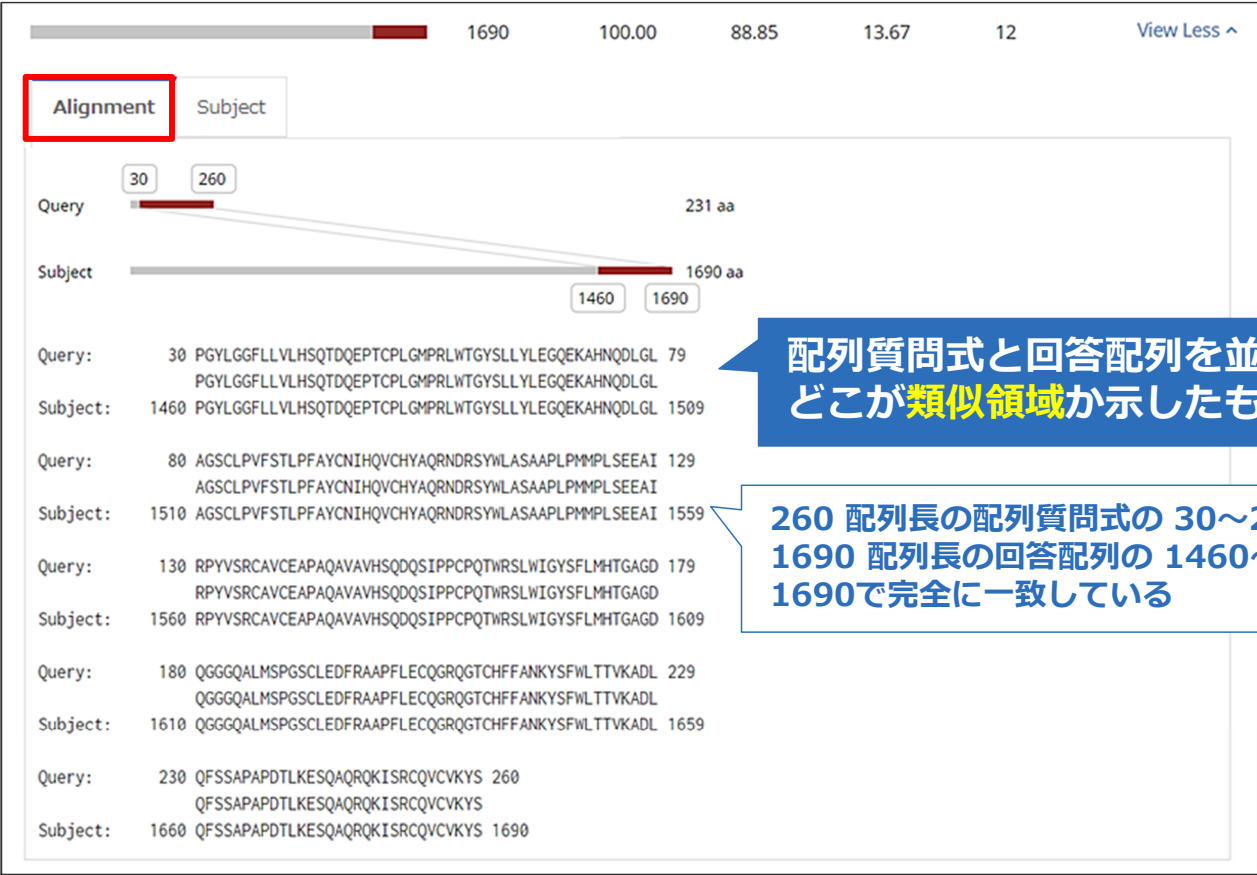 1690 100.00 88.85 13.67 12 View Less
Alignment Subject
30 260
Query 231 aa
Subject 1690 aa
1460 1690
Query: 30 PGYLGGFLLVLHSQTDQEPTCPLGMPRLWTGYSLLYLEGQEKAHNQDLGL 79
PGYLGGFLLVLHSQTDQEPTCPLGMPRLWTGYSLLYLEGQEKAHNQDLGL
Subject: 1460 PGYLGGFLLVLHSQTDQEPTCPLGMPRLWTGYSLLYLEGQEKAHNQDLGL 1509
Query: 80 AGSCLPVFSTLPFAYCNIHQVCHYAQRNDRSYWLASAAPLPMMPLSEEAI 129
AGSCLPVFSTLPFAYCNIHQVCHYAQRNDRSYWLASAAPLPMMPLSEEAI
Subject: 1510 AGSCLPVFSTLPFAYCNIHQVCHYAQRNDRSYWLASAAPLPMMPLSEEAI 1559
Query: 130 RPYVSRCAVCEAPAQAVAVHSQDQSIPPCPQTWRSLWIGYSFLMHTGAGD 179
RPYVSRCAVCEAPAQAVAVHSQDQSIPPCPQTWRSLWIGYSFLMHTGAGD
Subject: 1560 RPYVSRCAVCEAPAQAVAVHSQDQSIPPCPQTWRSLWIGYSFLMHTGAGD 1609
Query: 180 QGGGQALMSPGSCLEDFRAAPFLECQGRQGTCHFFANKYSFWLTTVKADL 229
QGGGQALMSPGSCLEDFRAAPFLECQGRQGTCHFFANKYSFWLTTVKADL
Subject: 1610 QGGGQALMSPGSCLEDFRAAPFLECQGRQGTCHFFANKYSFWLTTVKADL 1659
Query: 230 QFSSAPAPDTLKESQAQRQKISRCQVCVKYS 260
QFSSAPAPDTLKESQAQRQKISRCQVCVKYS
Subject: 1660 QFSSAPAPDTLKESQAQRQKISRCQVCVKYS 1690
配列質問式と回答配列を並
どこが類似領域か示したも
260 配列長の配列質問式の 30～2
1690 配列長の回答配列の 1460～
1690で完全に一致している